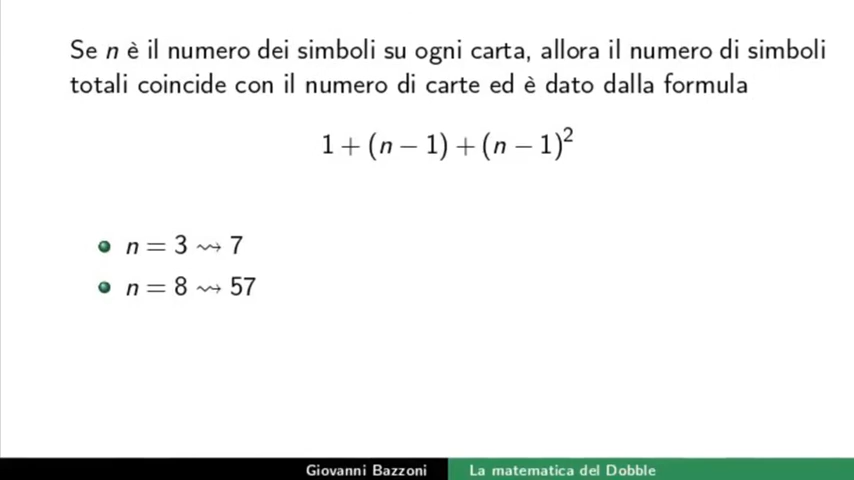 Se n è il numero dei simboli su ogni carta, allora il numero di simboli
totali coincide con il numero di carte ed è dato dalla formula
1 + (n − 1) + (n − 1)²
n = 3 ⇝ 7
n = 8 ⇝ 57
Giovanni Bazzoni La matematica del Dobble